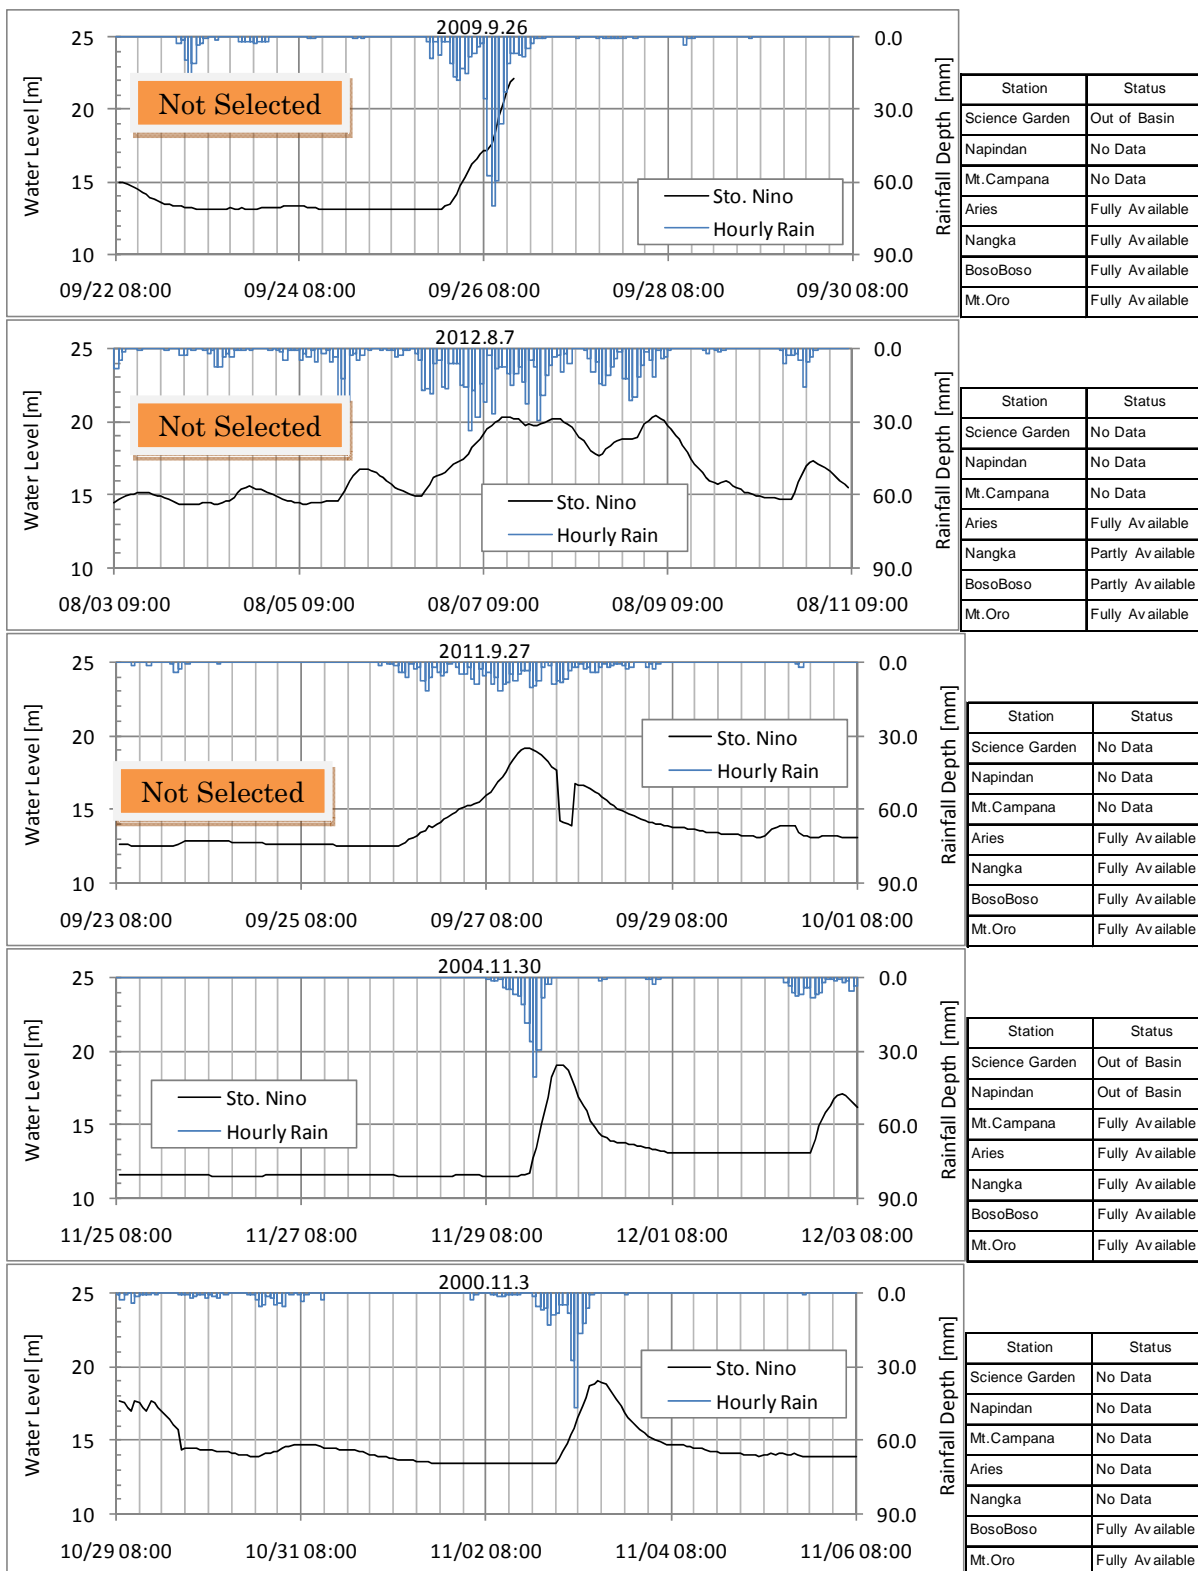 2009.9.26
25
20
15
10
Water Level [m]
0.0
30.0
60.0
90.0
Rainfall Depth [mm]
Not Selected
Sto. Nino
Hourly Rain
09/22 08:00 09/24 08:00 09/26 08:00 09/28 08:00 09/30 08:00
Station Status
Science Garden Out of Basin
Napindan No Data
Mt.Campana No Data
Aries Fully Available
Nangka Fully Available
BosoBoso Fully Available
Mt.Oro Fully Available
2012.8.7
25
20
15
10
Water Level [m]
0.0
30.0
60.0
90.0
Rainfall Depth [mm]
Not Selected
Sto. Nino
Hourly Rain
08/03 09:00 08/05 09:00 08/07 09:00 08/09 09:00 08/11 09:00
Station Status
Science Garden No Data
Napindan No Data
Mt.Campana No Data
Aries Fully Available
Nangka Partly Available
BosoBoso Partly Available
Mt.Oro Fully Available
2011.9.27
25
20
15
10
Water Level [m]
0.0
30.0
60.0
90.0
Rainfall Depth [mm]
Not Selected
Sto. Nino
Hourly Rain
09/23 08:00 09/25 08:00 09/27 08:00 09/29 08:00 10/01 08:00
Station Status
Science Garden No Data
Napindan No Data
Mt.Campana No Data
Aries Fully Available
Nangka Fully Available
BosoBoso Fully Available
Mt.Oro Fully Available
2004.11.30
25
20
15
10
Water Level [m]
0.0
30.0
60.0
90.0
Rainfall Depth [mm]
Sto. Nino
Hourly Rain
11/25 08:00 11/27 08:00 11/29 08:00 12/01 08:00 12/03 08:00
Station Status
Science Garden Out of Basin
Napindan Out of Basin
Mt.Campana Fully Available
Aries Fully Available
Nangka Fully Available
BosoBoso Fully Available
Mt.Oro Fully Available
2000.11.3
25
20
15
10
Water Level [m]
0.0
30.0
60.0
90.0
Rainfall Depth [mm]
Sto. Nino
Hourly Rain
10/29 08:00 10/31 08:00 11/02 08:00 11/04 08:00 11/06 08:00
Station Status
Science Garden No Data
Napindan No Data
Mt.Campana No Data
Aries No Data
Nangka No Data
BosoBoso Fully Available
Mt.Oro Fully Available